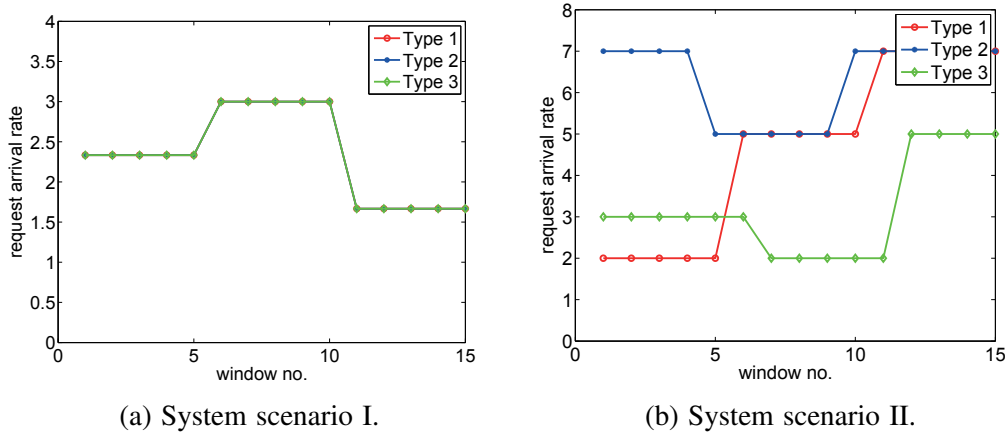 4
3.5
3
2.5
2
1.5
1
0.5
0
0 5 10 15
request arrival rate
window no.
Type 1
Type 2
Type 3
(a) System scenario I.
8
7
6
5
4
3
2
1
0
0 5 10 15
request arrival rate
window no.
Type 1
Type 2
Type 3
(b) System scenario II.